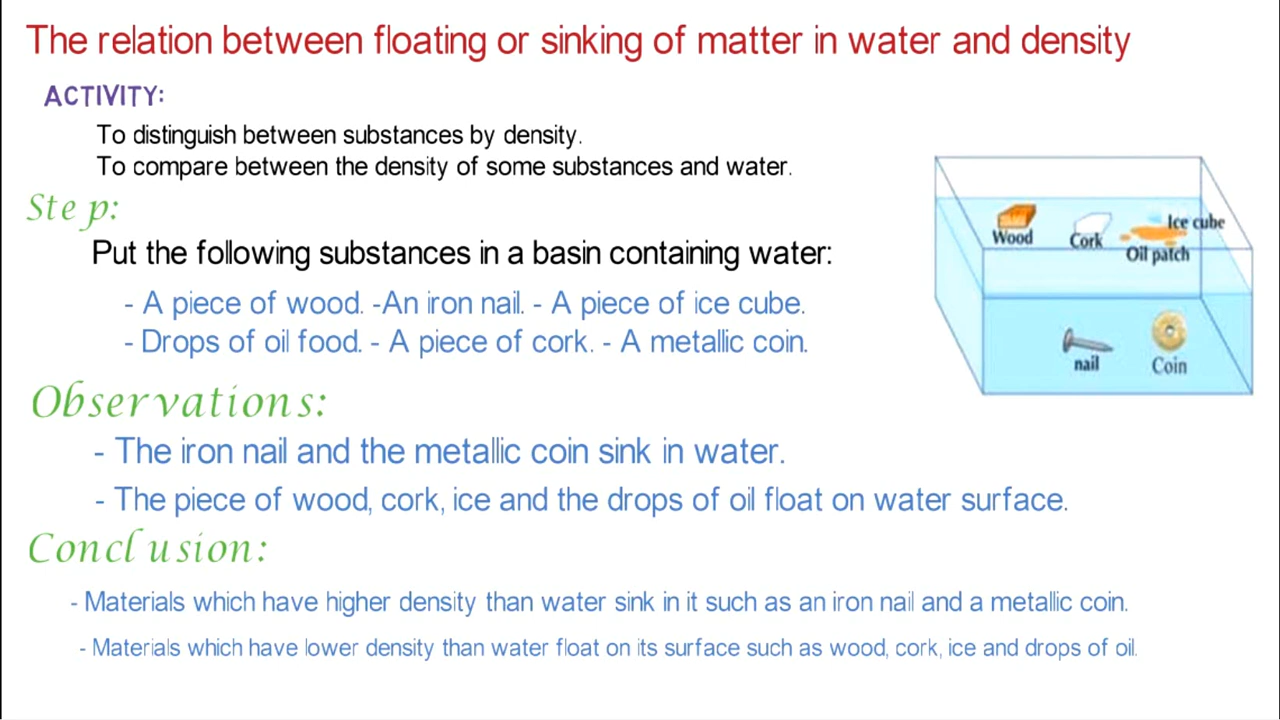 The relation between floating or sinking of matter in water and density
ACTIVITY:
To distinguish between substances by density.
To compare between the density of some substances and water.
Step:
Put the following substances in a basin containing water:
- A piece of wood. -An iron nail. - A piece of ice cube.
- Drops of oil food. - A piece of cork. - A metallic coin.
Wood
Cork
Ice cube
Oil patch
nail
Coin
Observations:
- The iron nail and the metallic coin sink in water.
- The piece of wood, cork, ice and the drops of oil float on water surface.
Conclusion:
- Materials which have higher density than water sink in it such as an iron nail and a metallic coin.
- Materials which have lower density than water float on its surface such as wood, cork, ice and drops of oil.